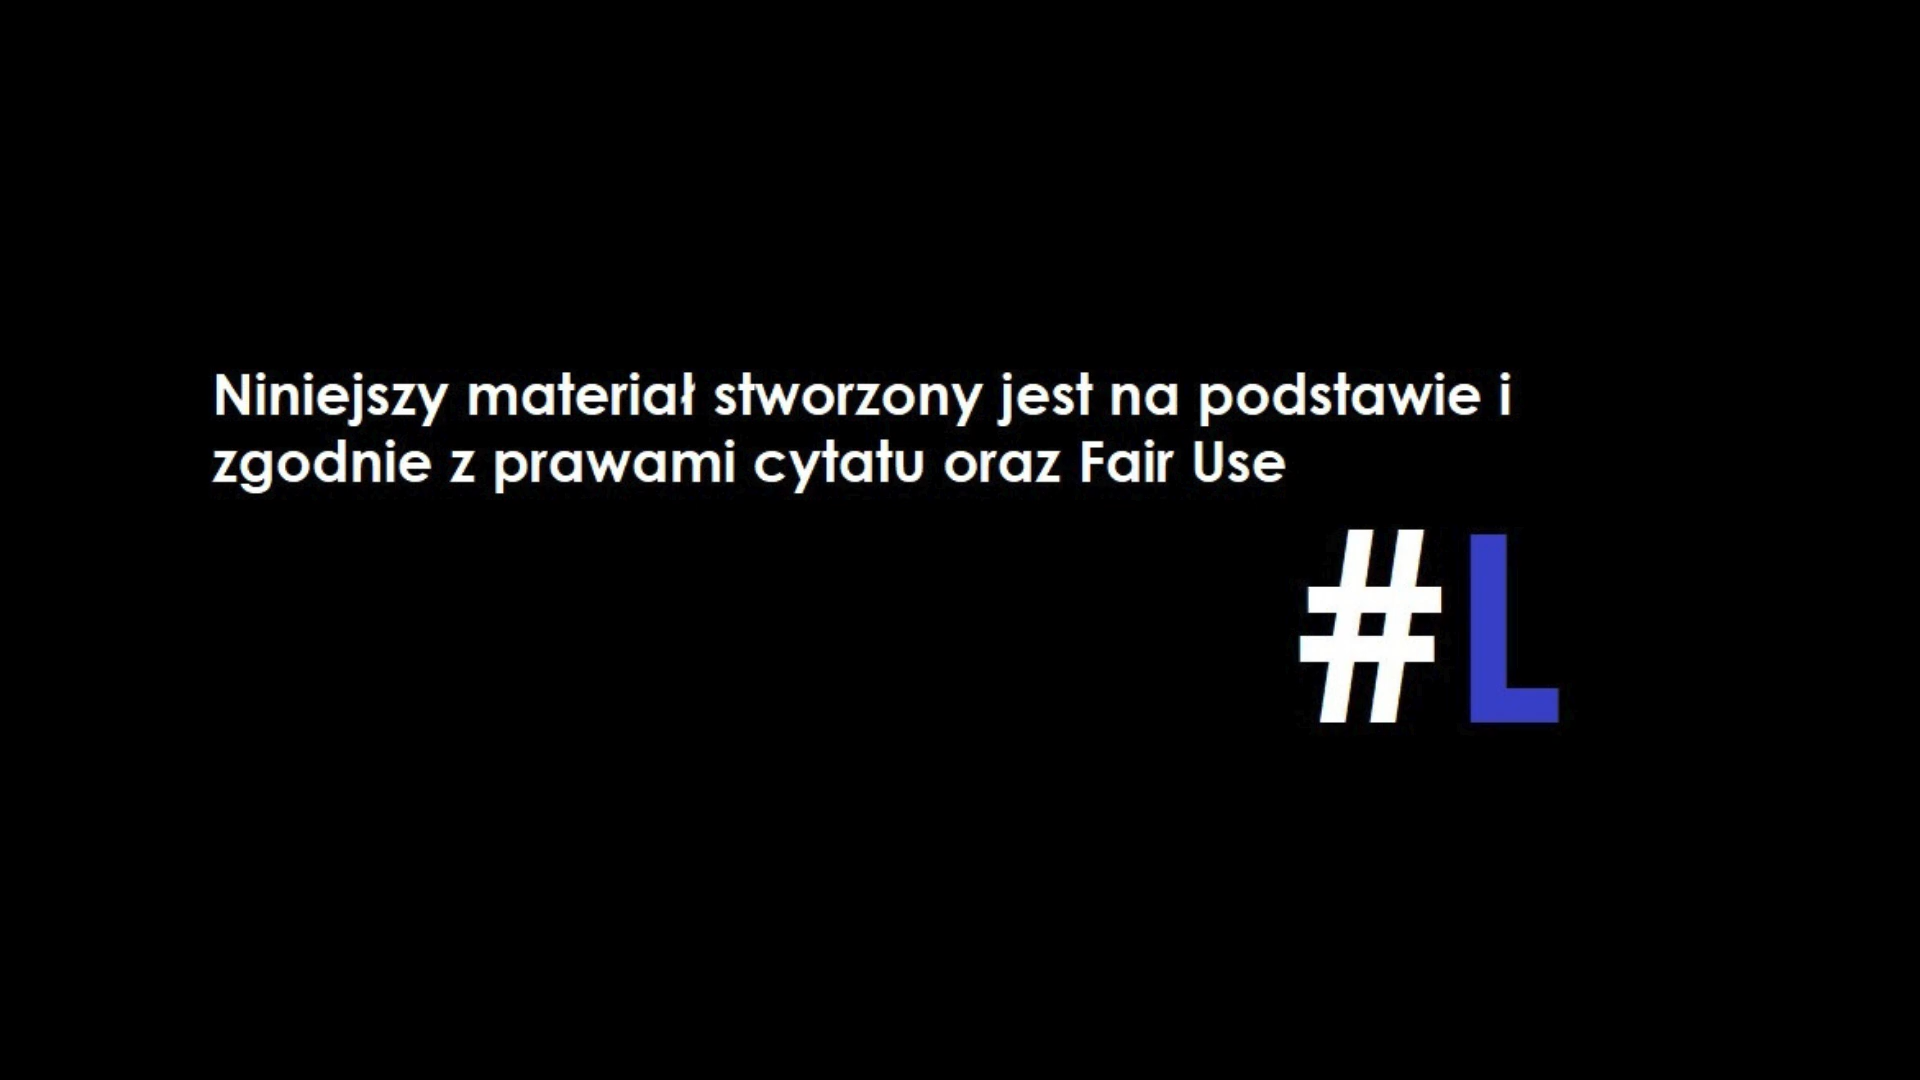 Niniejszy materiał stworzony jest na podstawie i
zgodnie z prawami cytatu oraz Fair Use
#L